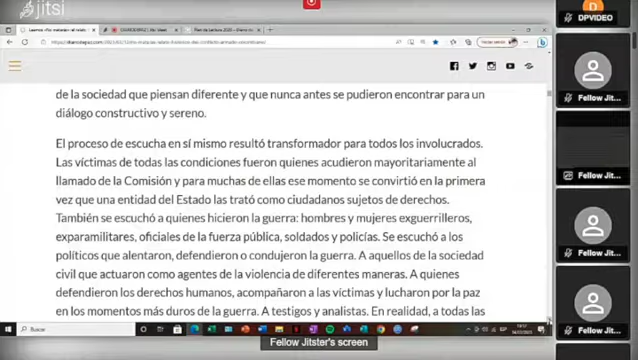 jitsi
de la sociedad que piensan diferente y que nunca antes se pudieron encontrar para un
diálogo constructivo y sereno.
El proceso de escucha en sí mismo resultó transformador para todos los involucrados.
Las víctimas de todas las condiciones fueron quienes acudieron mayoritariamente al
llamado de la Comisión y para muchas de ellas ese momento se convirtió en la primera
vez que una entidad del Estado las trató como ciudadanos sujetos de derechos.
También se escuchó a quienes hicieron la guerra: hombres y mujeres exguerrilleros,
exparamilitares, oficiales de la fuerza pública, soldados y policías. Se escuchó a los
políticos que alentaron, defendieron o condujeron la guerra. A aquellos de la sociedad
civil que actuaron como agentes de la violencia de diferentes maneras. A quienes
defendieron los derechos humanos, acompañaron a las víctimas y lucharon por la paz
en los momentos más duros de la guerra. A testigos y analistas. En realidad, a todas las
Buscar
Fellow Jitster's screen
D
DPVIDEO
Fellow Jit...
Fellow Jit...
Fellow Jit...
Fellow Jit...